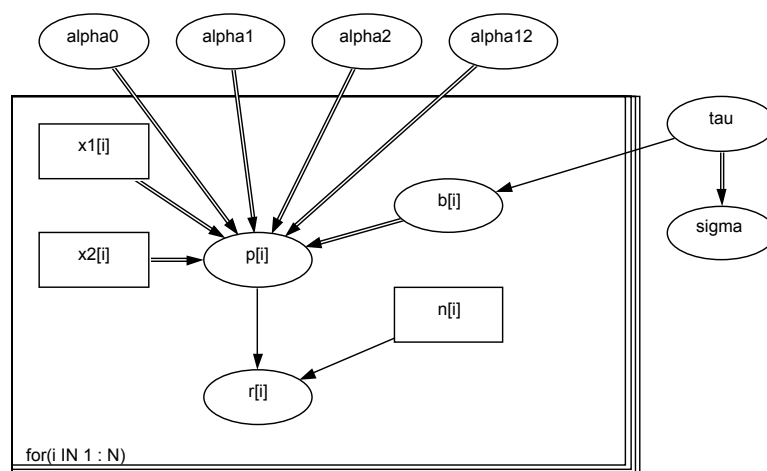 alpha0
alpha1
alpha2
alpha12
tau
x1[i]
b[i]
sigma
x2[i]
p[i]
n[i]
r[i]
for(i IN 1 : N)